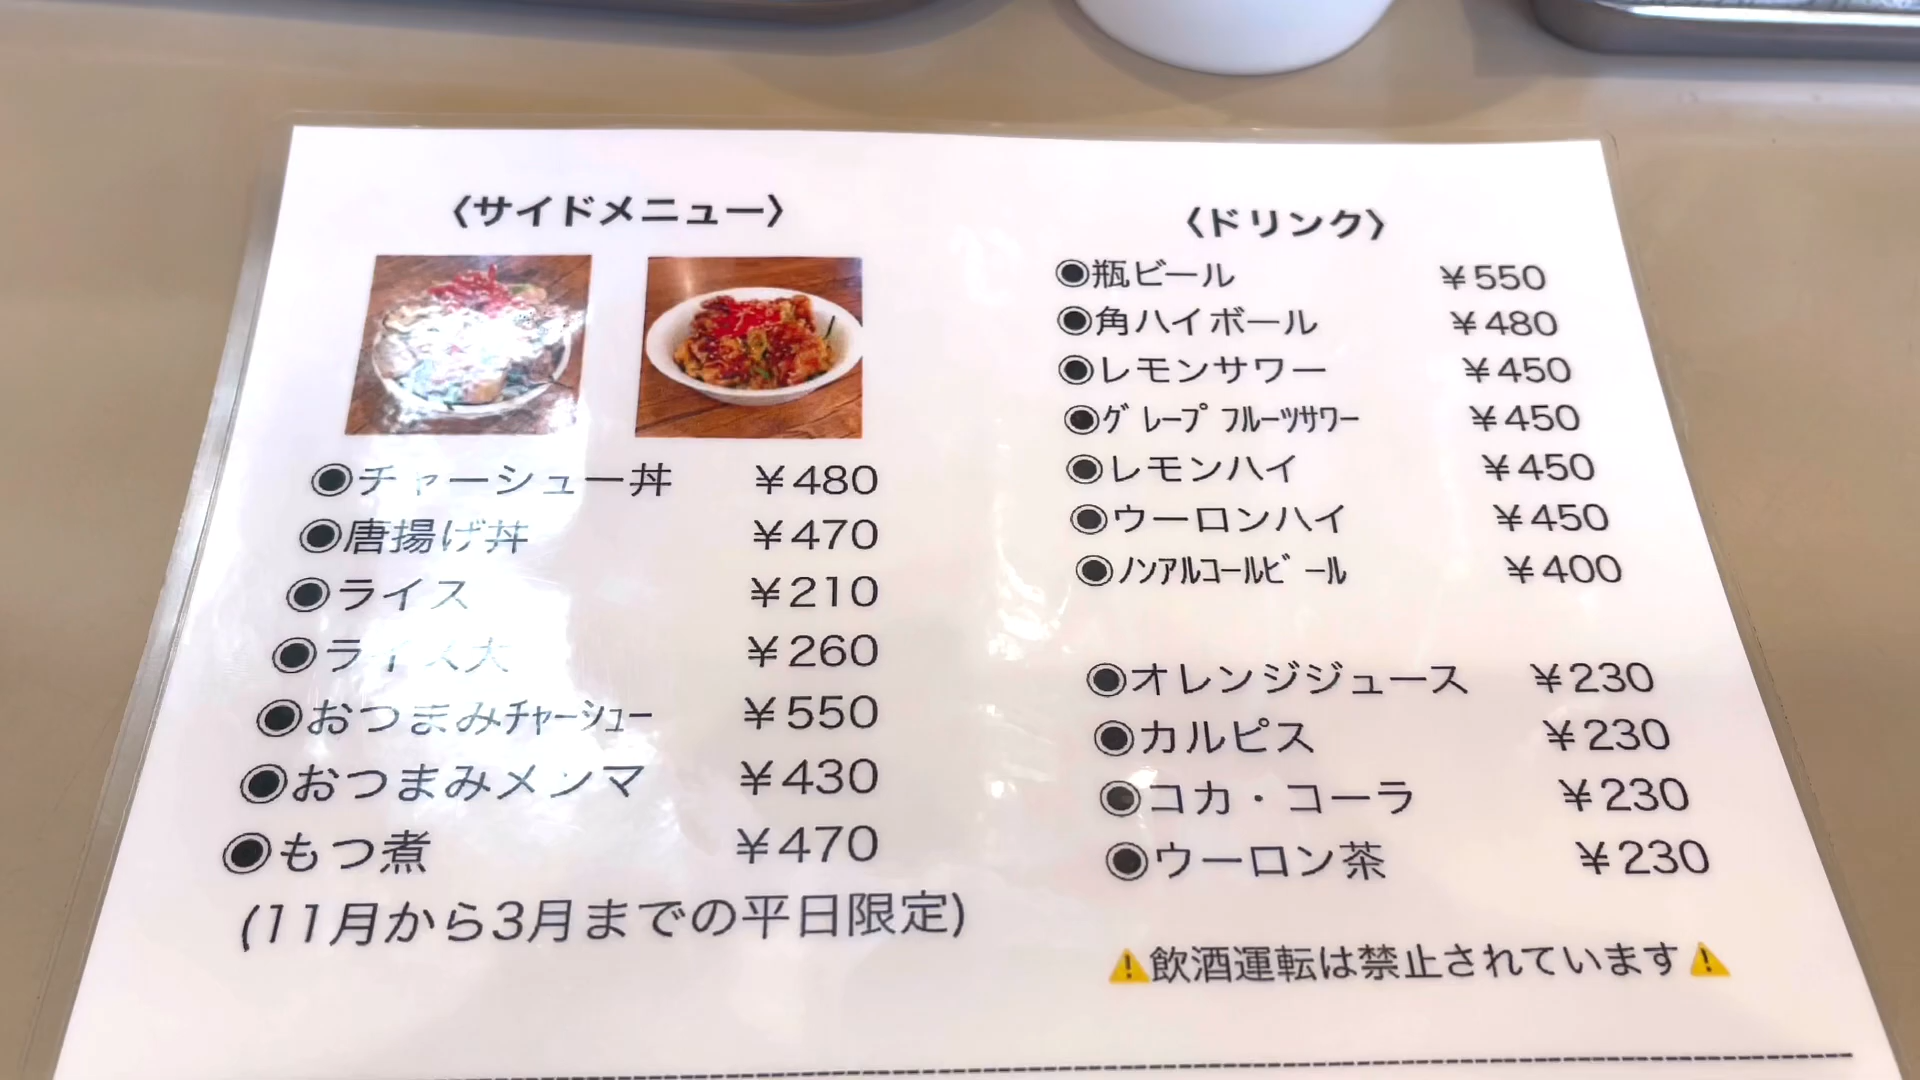 〈サイドメニュー〉
◉チャーシュー丼 ¥480
◉唐揚げ丼 ¥470
◉ライス ¥210
◉ライス大 ¥260
◉おつまみﾁｬｰｼｭｰ ¥550
◉おつまみメンマ ¥430
◉もつ煮 ¥470
(11月から3月までの平日限定)
〈ドリンク〉
◉瓶ビール ¥550
◉角ハイボール ¥480
◉レモンサワー ¥450
◉ｸﾞﾚｰﾌﾟﾌﾙｰﾂｻﾜｰ ¥450
◉レモンハイ ¥450
◉ウーロンハイ ¥450
◉ﾉﾝｱﾙｺｰﾙﾋﾞｰﾙ ¥400
◉オレンジジュース ¥230
◉カルピス ¥230
◉コカ・コーラ ¥230
◉ウーロン茶 ¥230
⚠️飲酒運転は禁止されています⚠️